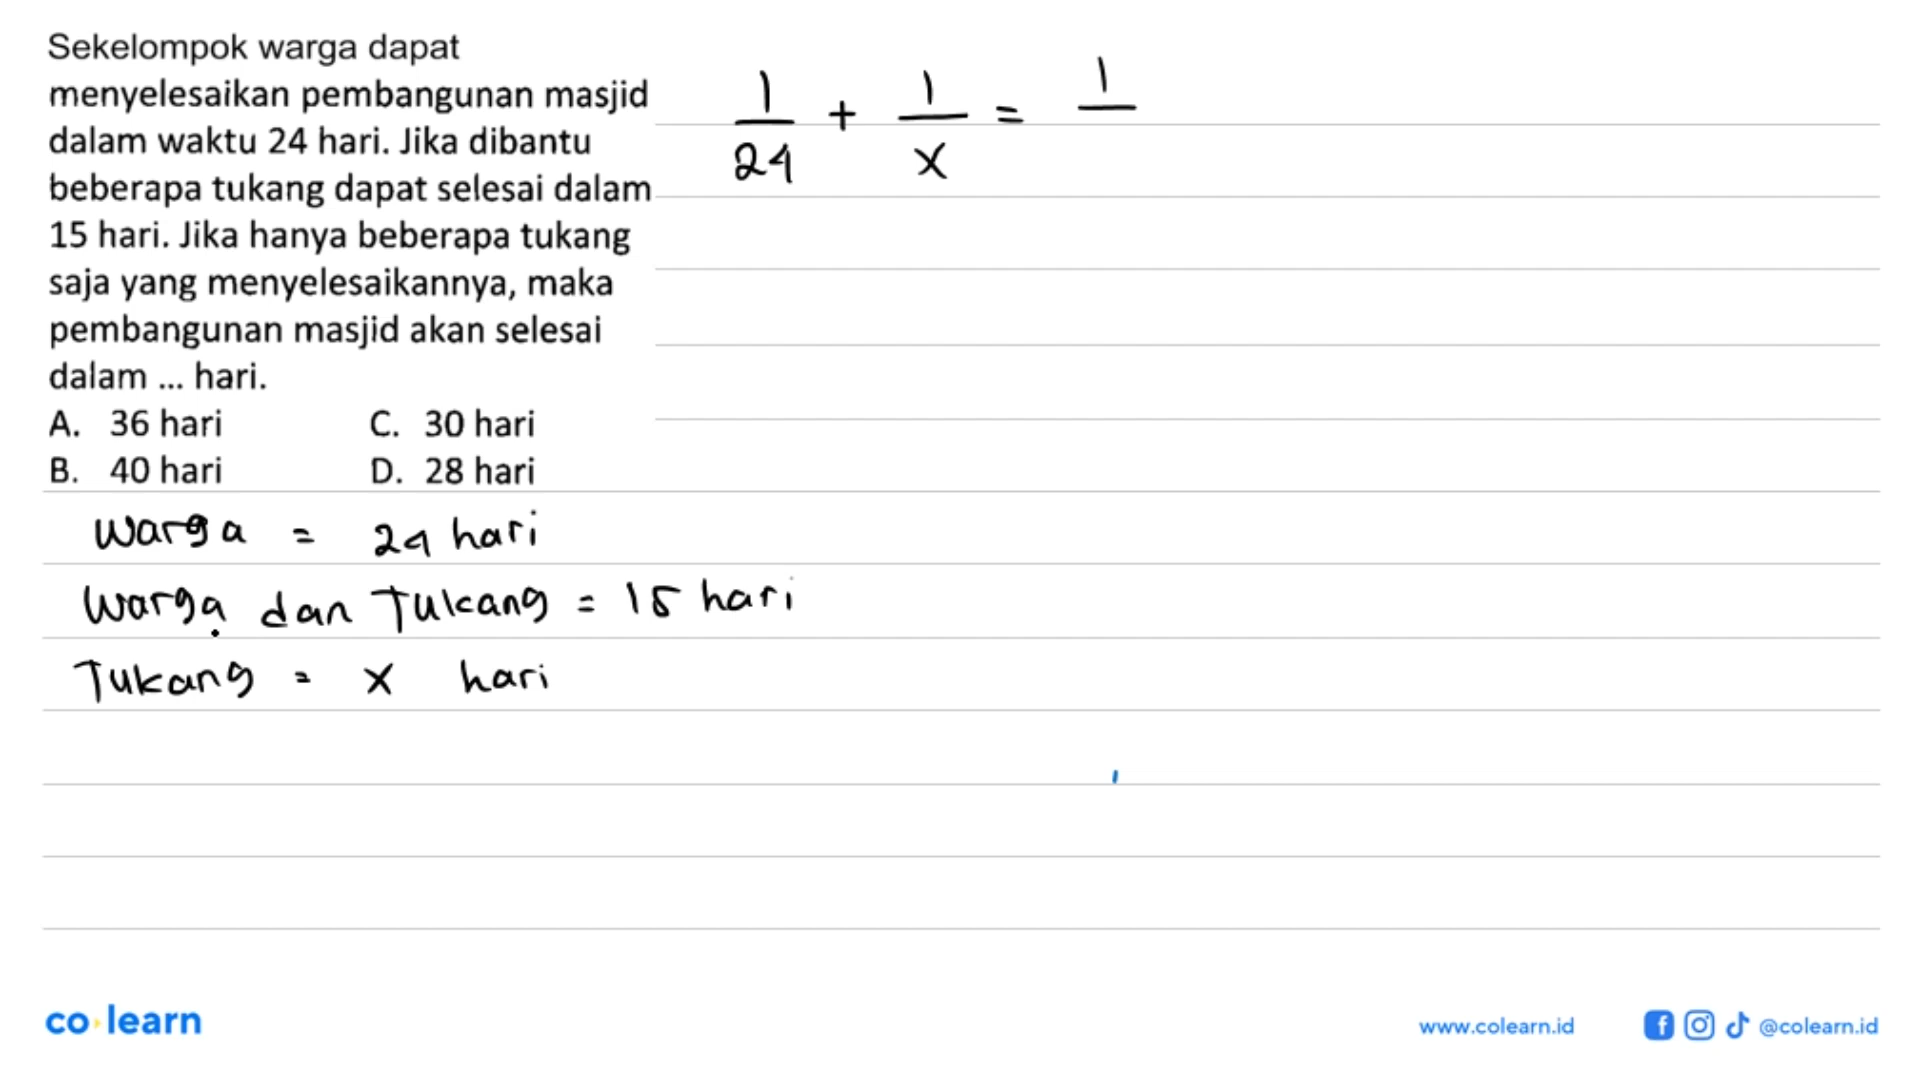 Sekelompok warga dapat
menyelesaikan pembangunan masjid
dalam waktu 24 hari. Jika dibantu
beberapa tukang dapat selesai dalam
15 hari. Jika hanya beberapa tukang
saja yang menyelesaikannya, maka
pembangunan masjid akan selesai
dalam ... hari.
A. 36 hari C. 30 hari
B. 40 hari D. 28 hari
1/24 + 1/x = 1/
Warga = 24 hari
Warga dan Tukang = 15 hari
Tukang = x hari
co learn
www.colearn.id @colearn.id